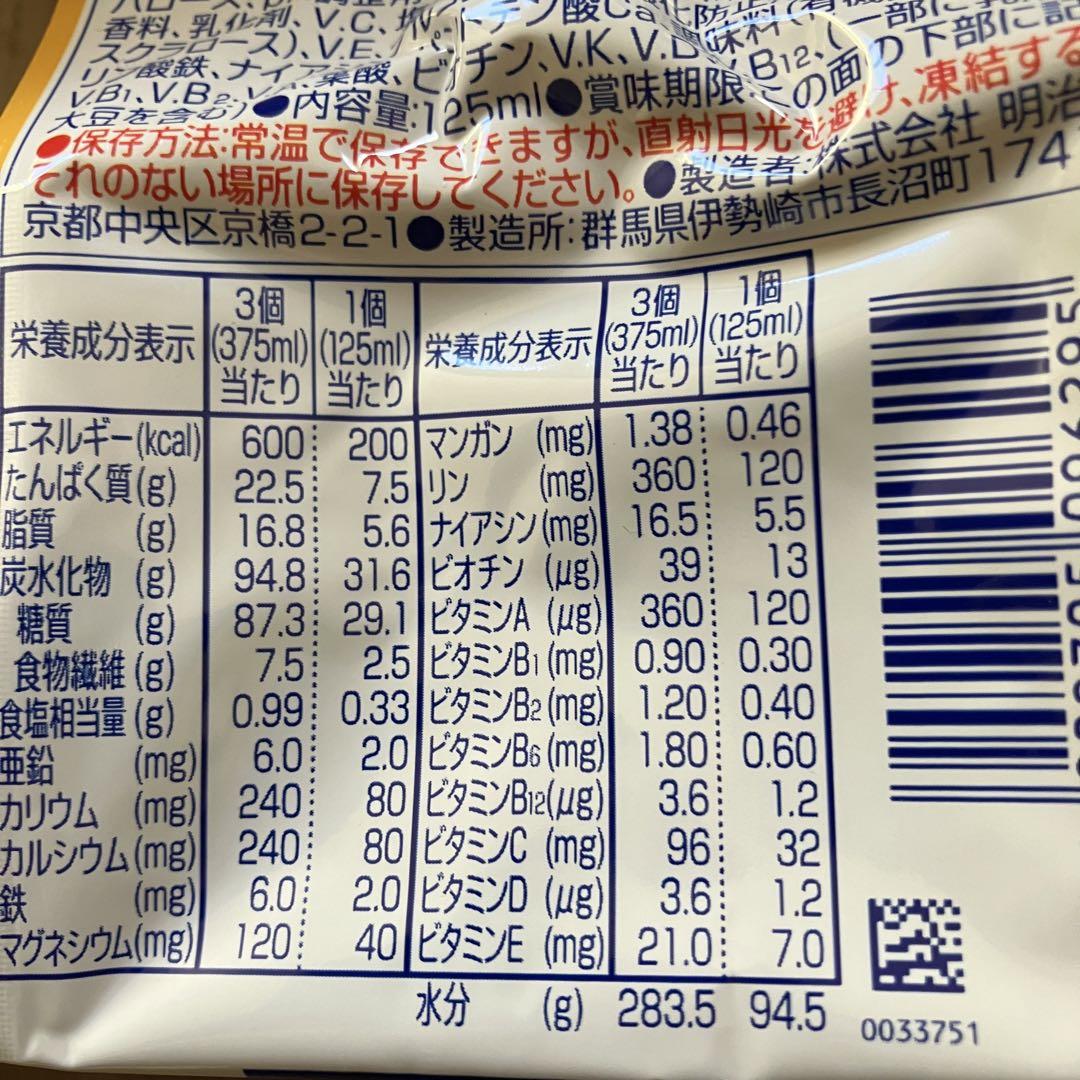 香料、乳化剤、V.C、
スクラロース)、V.E、
リン酸鉄、ナイアシン、葉酸、ビオチン、V.K、V.D、V.B12、(一部に乳
V.B1、V.B2、V.A
大豆を含む)●内容量:125ml●賞味期限:この面の下部に記
●保存方法:常温で保存できますが、直射日光を避け、凍結する
それのない場所に保存してください。●製造者:株式会社 明治
京都中央区京橋2-2-1●製造所:群馬県伊勢崎市長沼町174
栄養成分表示 3個(375ml)当たり 1個(125ml)当たり 栄養成分表示 3個(375ml)当たり 1個(125ml)当たり
エネルギー(kcal) 600 200 マンガン (mg) 1.38 0.46
たんぱく質(g) 22.5 7.5 リン (mg) 360 120
脂質 (g) 16.8 5.6 ナイアシン(mg) 16.5 5.5
炭水化物 (g) 94.8 31.6 ビオチン (μg) 39 13
糖質 (g) 87.3 29.1 ビタミンA (μg) 360 120
食物繊維(g) 7.5 2.5 ビタミンB1(mg) 0.90 0.30
食塩相当量(g) 0.99 0.33 ビタミンB2(mg) 1.20 0.40
亜鉛 (mg) 6.0 2.0 ビタミンB6(mg) 1.80 0.60
カリウム (mg) 240 80 ビタミンB12(μg) 3.6 1.2
カルシウム(mg) 240 80 ビタミンC (mg) 96 32
鉄 (mg) 6.0 2.0 ビタミンD (μg) 3.6 1.2
マグネシウム(mg) 120 40 ビタミンE (mg) 21.0 7.0
水分 (g) 283.5 94.5
0033751